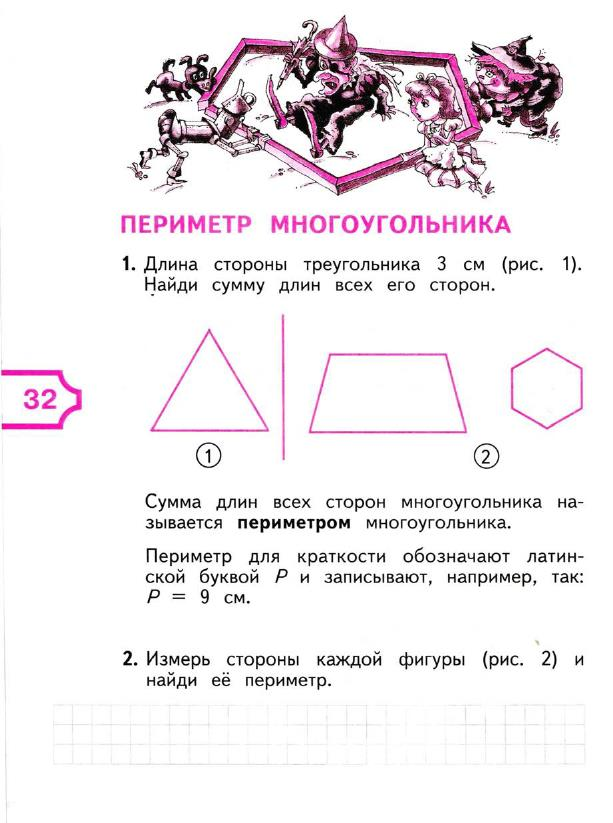 ПЕРИМЕТР МНОГОУГОЛЬНИКА
1. Длина стороны треугольника 3 см (рис. 1).
Найди сумму длин всех его сторон.
32
1
2
Сумма длин всех сторон многоугольника на-
зывается периметром многоугольника.
Периметр для краткости обозначают латин-
ской буквой P и записывают, например, так:
P = 9 см.
2. Измерь стороны каждой фигуры (рис. 2) и
найди её периметр.